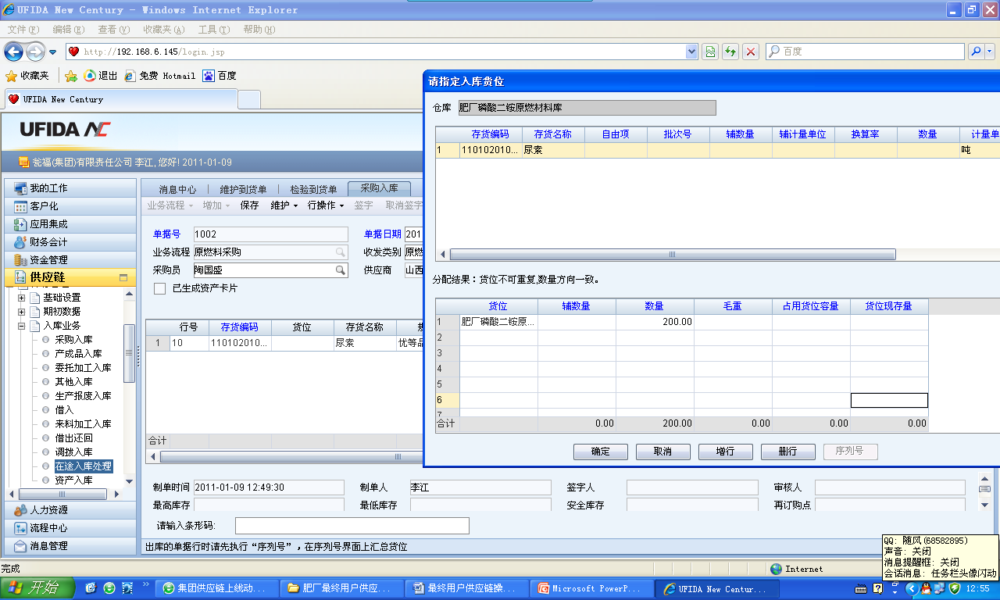 UFIDA New Century - Windows Internet Explorer
文件(F) 编辑(E) 查看(V) 收藏夹(A) 工具(T) 帮助(H)
http://192.168.6.145/login.jsp 百度
收藏夹 退出 免费 Hotmail 百度
UFIDA New Century
UFIDA NC
瓮福(集团)有限责任公司 李江,您好! 2011-01-09
我的工作
客户化
应用集成
财务会计
资金管理
供应链
基础设置
期初数据
入库业务
采购入库
产成品入库
委托加工入库
其他入库
生产报废入库
借入
来料加工入库
借出还回
调拨入库
在途入库处理
资产入库
人力资源
流程中心
消息管理
消息中心 维护到货单 检验到货单 采购入库
业务流程 增加 保存 维护 行操作 签字 取消签字
单据号 1002 单据日期 201
业务流程 原燃料采购 收发类别 原燃
采购员 陶国盛 供应商 山西
已生成资产卡片
行号 存货编码 货位 存货名称
1 10 110102010... 尿素 优等品
合计
制单时间 2011-01-09 12:49:30 制单人 李江 签字人 审核人
最高库存 最低库存 安全库存 再订购点
请输入条形码:
出库的单据行时请先执行“序列号”,在序列号界面上汇总货位
请指定入库货位
仓库 肥厂磷酸二铵原燃材料库
存货编码 存货名称 自由项 批次号 辅数量 辅计量单位 换算率 数量 计量单
1 110102010... 尿素 吨
分配结果:货位不可重复,数量方向一致。
货位 辅数量 数量 毛重 占用货位容量 货位现存量
1 肥厂磷酸二铵原... 200.00
2
3
4
5
6
7
合计 0.00 200.00 0.00 0.00 0.00
确定 取消 增行 删行 序列号
QQ: 随风(68582895)
声音: 关闭
消息提醒框: 关闭
会话消息: 任务栏头像闪动
完成 Internet
开始 集团供应链上线动... 肥厂最终用户供应... 最终用户供应链操... Microsoft PowerP... UFIDA New Centur... 12:55